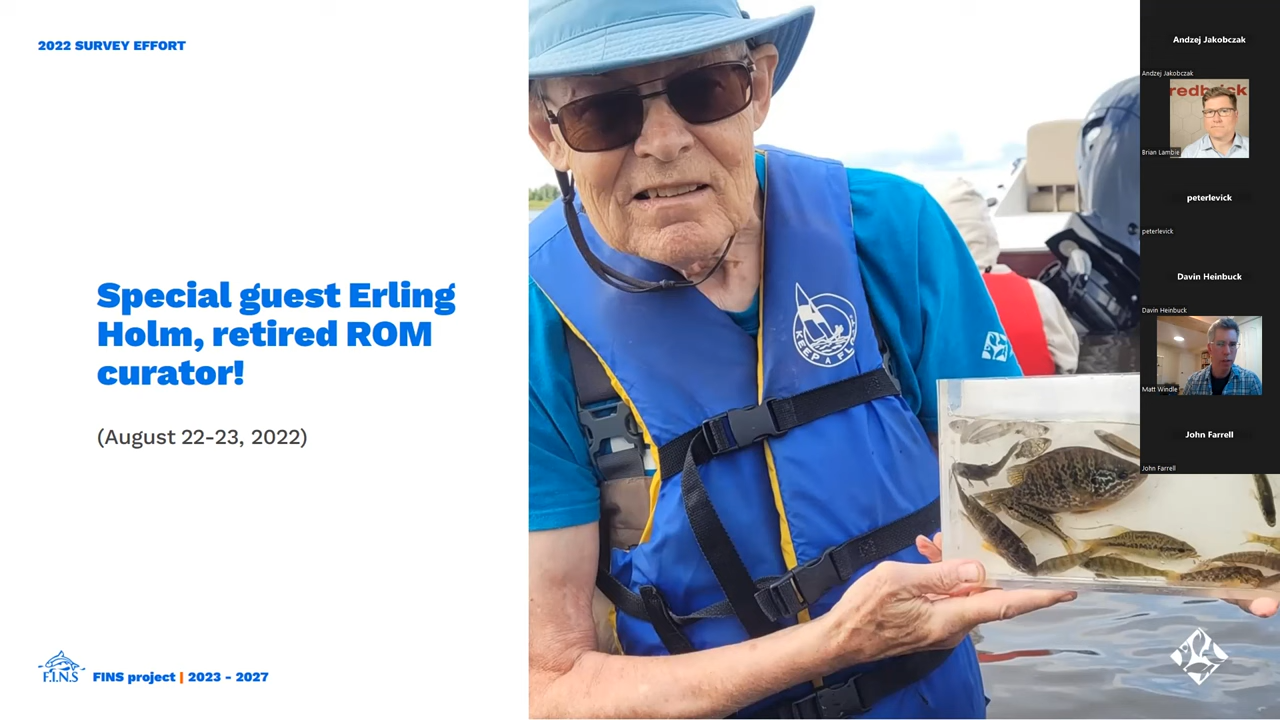 2022 SURVEY EFFORT
Special guest Erling
Holm, retired ROM
curator!
(August 22-23, 2022)
F.I.N.S
FINS project | 2023 - 2027
KEEP A FL
Andzej Jakobczak
Andzej Jakobczak
redbrick
Brian Lambie
peterlevick
peterlevick
Davin Heinbuck
Davin Heinbuck
Matt Windle
John Farrell
John Farrell